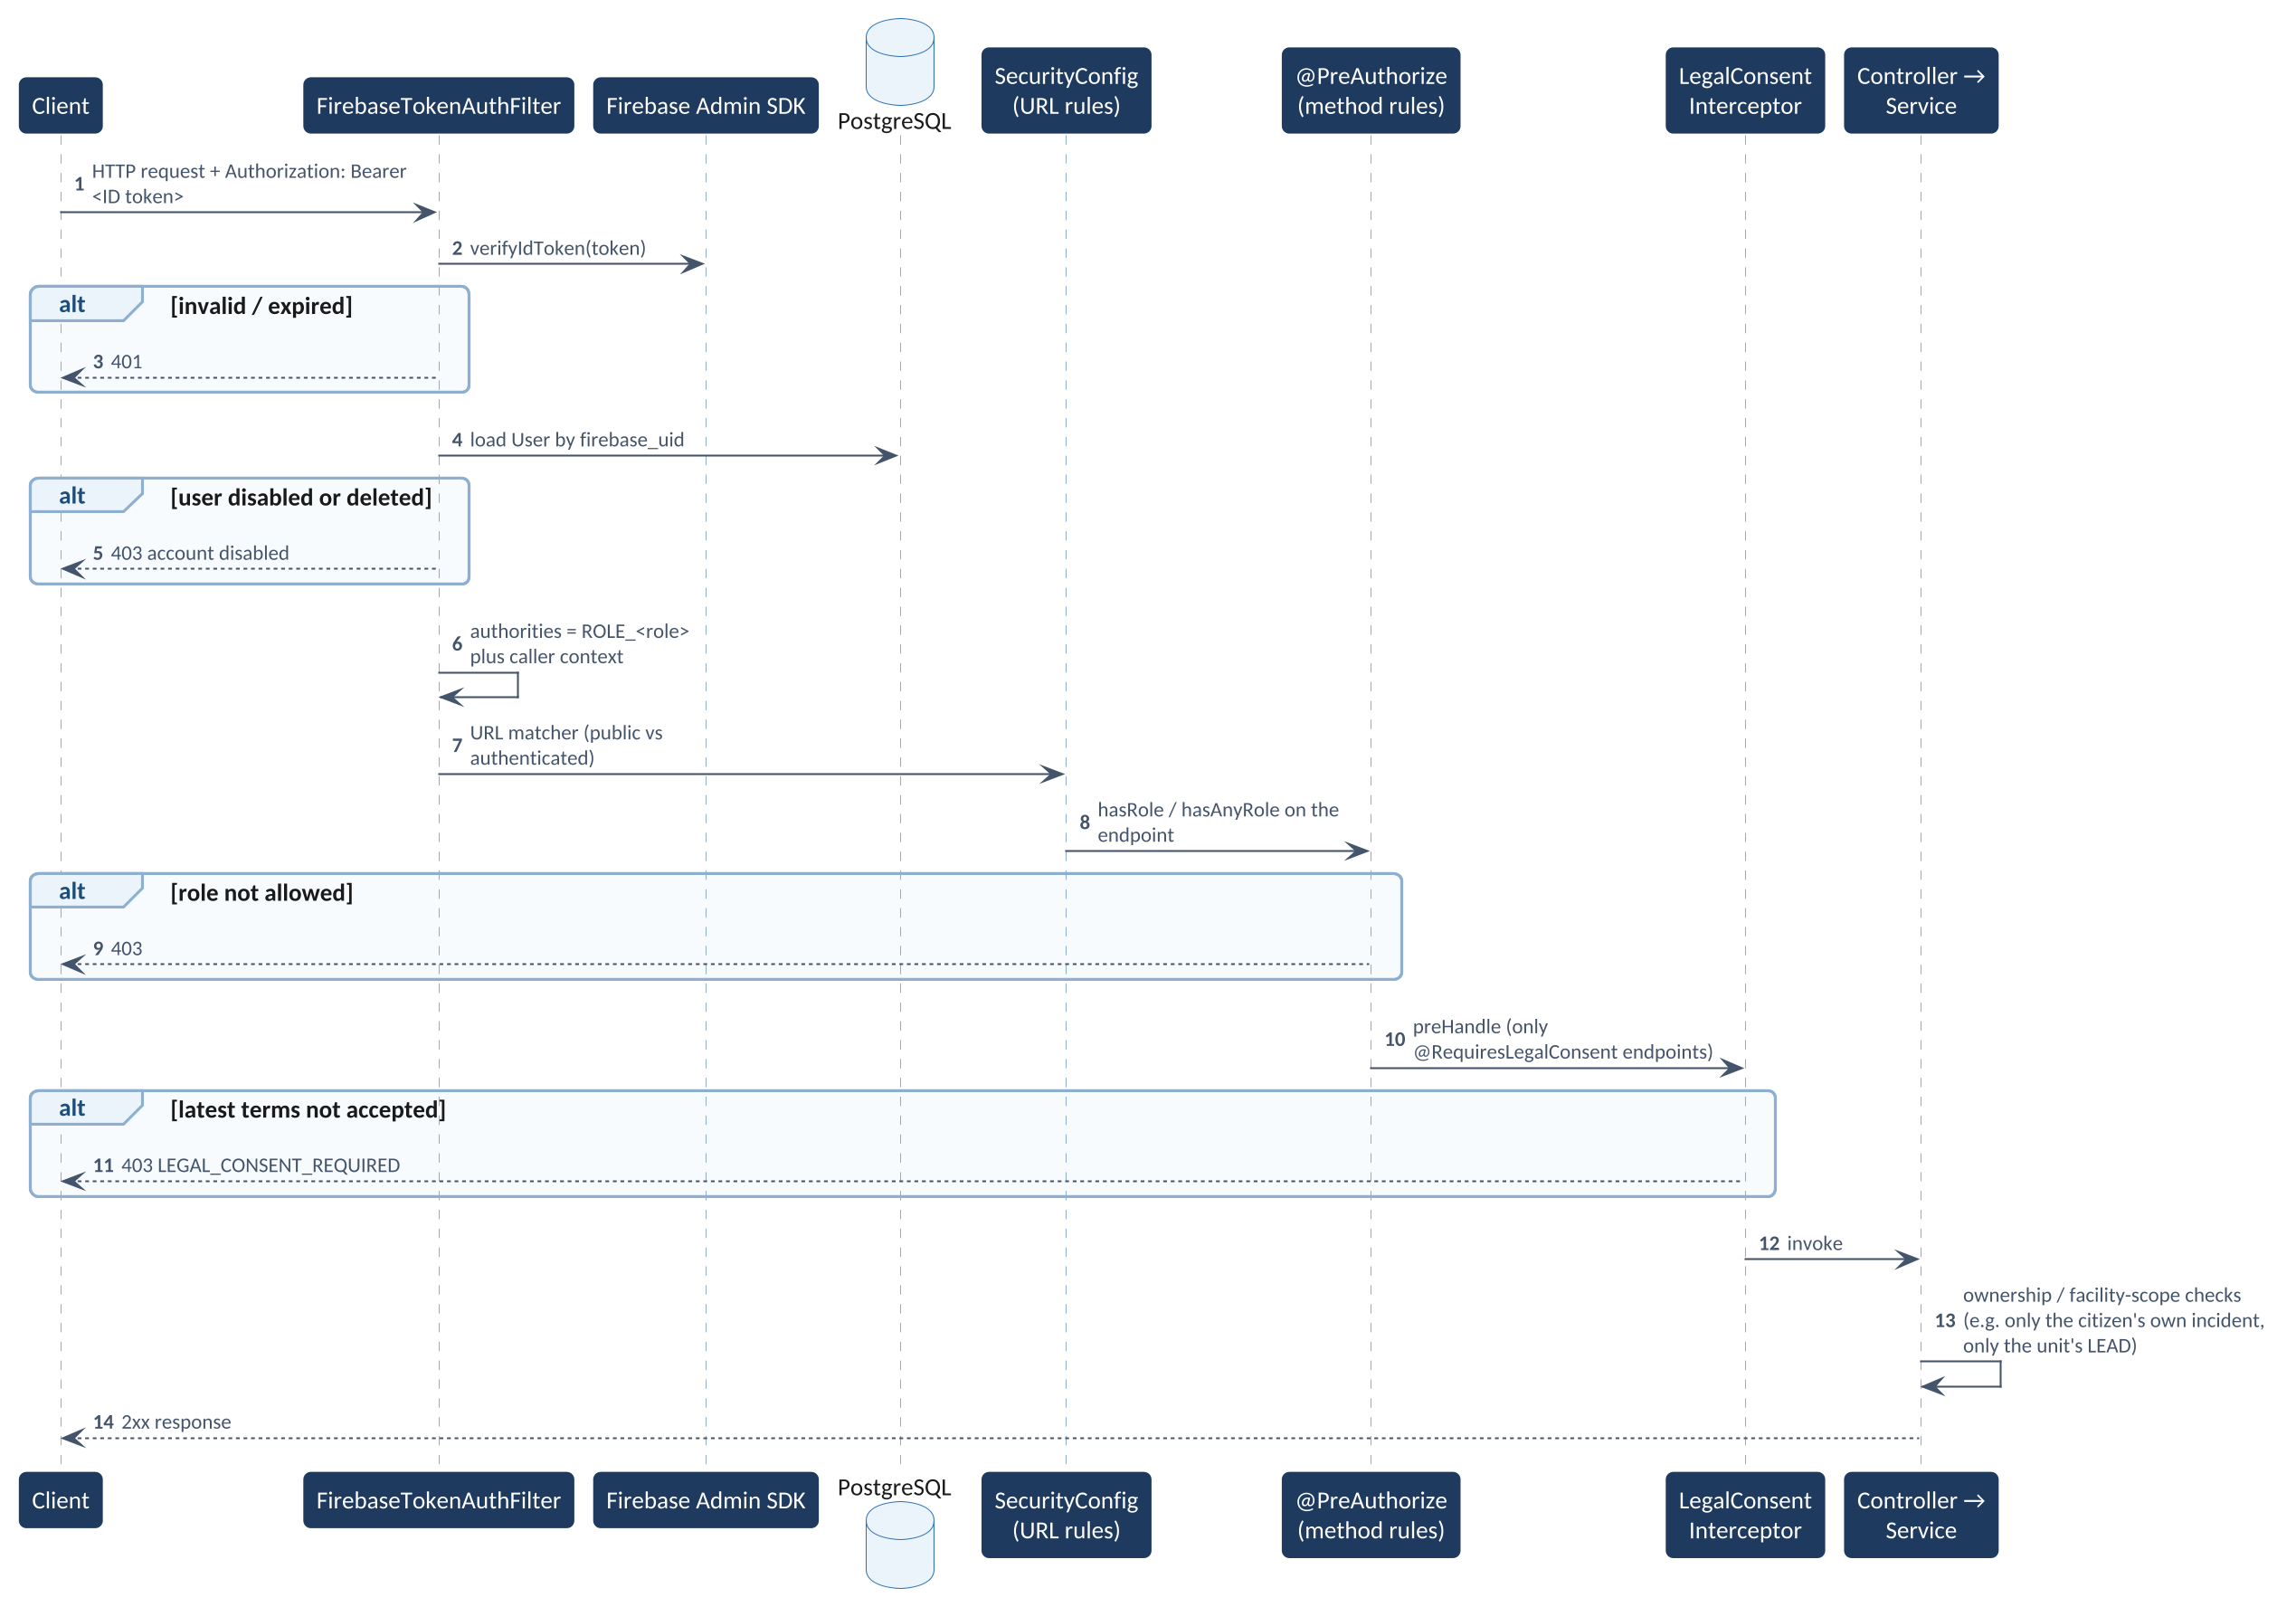 Client
FirebaseTokenAuthFilter
Firebase Admin SDK
PostgreSQL
SecurityConfig
(URL rules)
@PreAuthorize
(method rules)
LegalConsent
Interceptor
Controller →
Service
1 HTTP request + Authorization: Bearer
<ID token>
2 verifyIdToken(token)
alt [invalid / expired]
3 401
4 load User by firebase_uid
alt [user disabled or deleted]
5 403 account disabled
6 authorities = ROLE_<role>
plus caller context
7 URL matcher (public vs
authenticated)
8 hasRole / hasAnyRole on the
endpoint
alt [role not allowed]
9 403
10 preHandle (only
@RequiresLegalConsent endpoints)
alt [latest terms not accepted]
11 403 LEGAL_CONSENT_REQUIRED
12 invoke
13 ownership / facility-scope checks
(e.g. only the citizen's own incident,
only the unit's LEAD)
14 2xx response
Client
FirebaseTokenAuthFilter
Firebase Admin SDK
PostgreSQL
SecurityConfig
(URL rules)
@PreAuthorize
(method rules)
LegalConsent
Interceptor
Controller →
Service